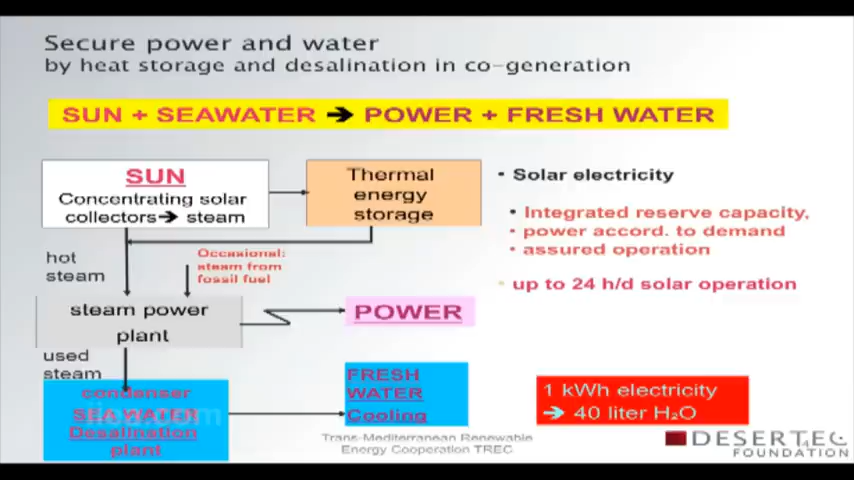 Secure power and water
by heat storage and desalination in co-generation
SUN + SEAWATER ➔ POWER + FRESH WATER
SUN
Concentrating solar
collectors➔ steam
Thermal
energy
storage
• Solar electricity
• Integrated reserve capacity,
• power accord. to demand
• assured operation
• up to 24 h/d solar operation
hot
steam
Occasional:
steam from
fossil fuel
steam power
plant
POWER
used
steam
condenser
SEA WATER
Desalination
plant
FRESH
WATER
Cooling
1 kWh electricity
➔ 40 liter H₂O
Trans-Mediterranean Renewable
Energy Cooperation TREC
DESERTEC
FOUNDATION